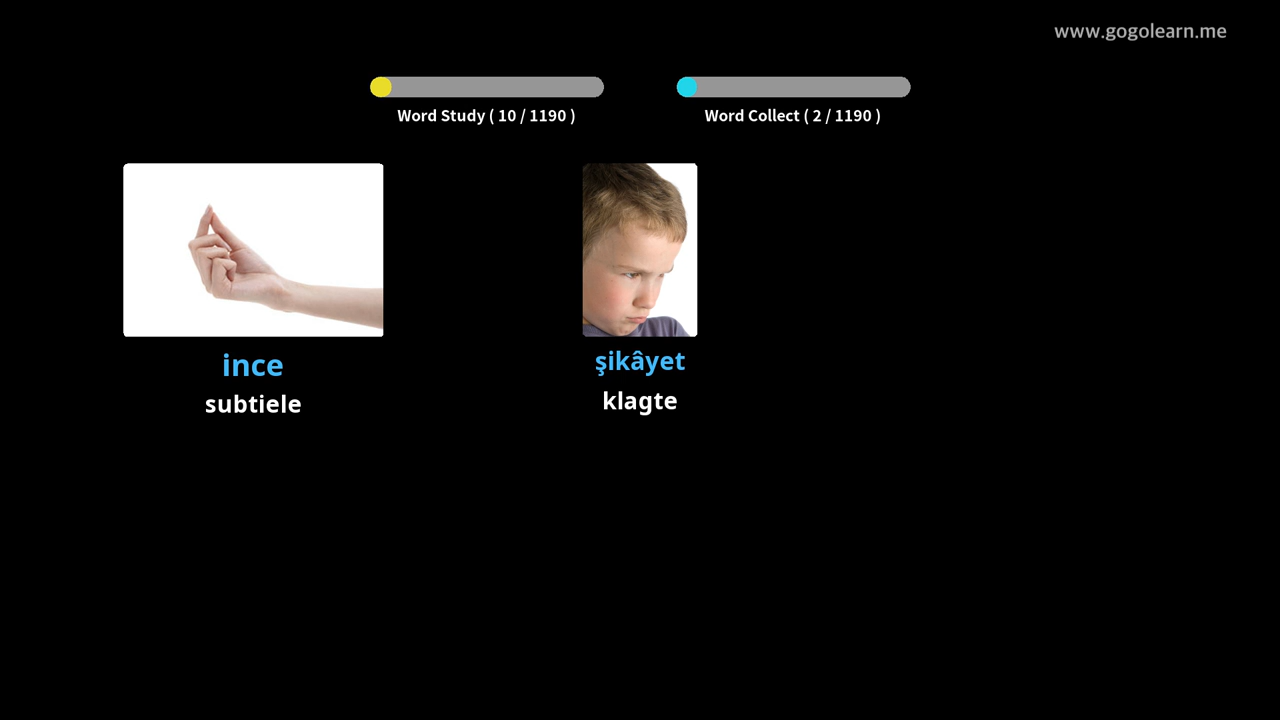 www.gogolearn.me
Word Study ( 10 / 1190 )
Word Collect ( 2 / 1190 )
ince
subtiele
şikâyet
klagte